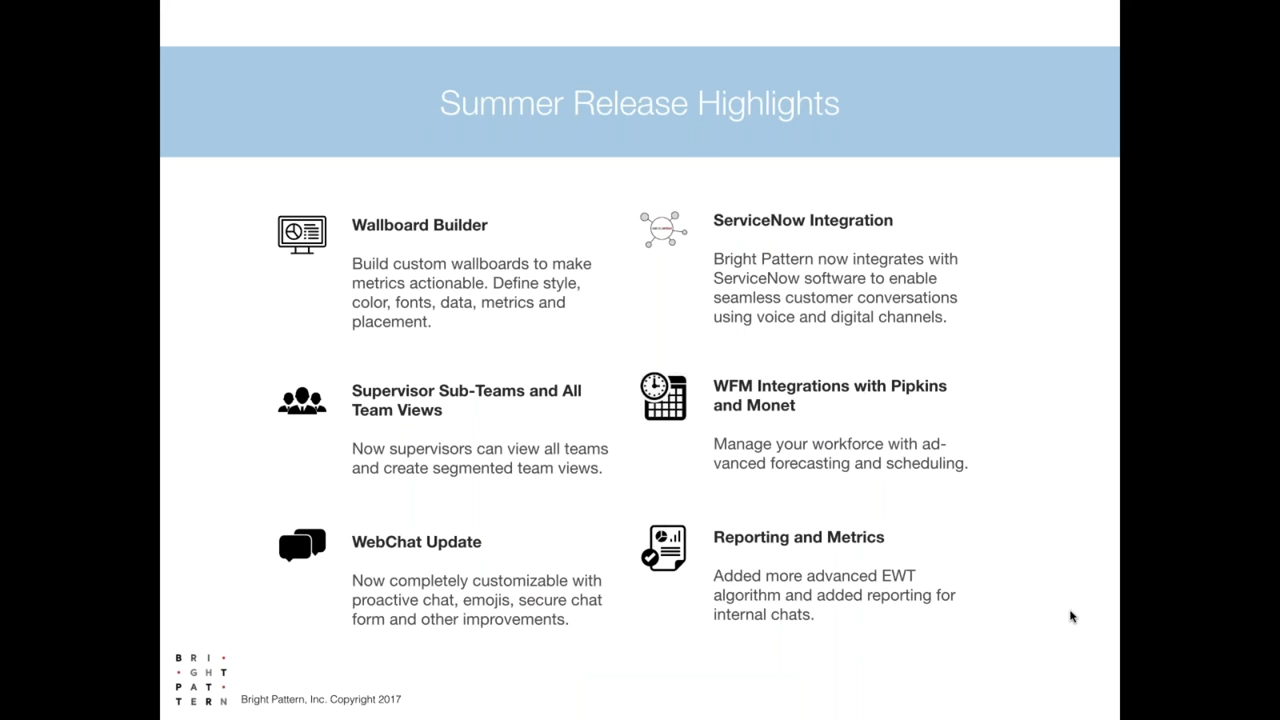 Summer Release Highlights
Wallboard Builder
Build custom wallboards to make
metrics actionable. Define style,
color, fonts, data, metrics and
placement.
Supervisor Sub-Teams and All
Team Views
Now supervisors can view all teams
and create segmented team views.
WebChat Update
Now completely customizable with
proactive chat, emojis, secure chat
form and other improvements.
ServiceNow Integration
Bright Pattern now integrates with
ServiceNow software to enable
seamless customer conversations
using voice and digital channels.
WFM Integrations with Pipkins
and Monet
Manage your workforce with ad-
vanced forecasting and scheduling.
Reporting and Metrics
Added more advanced EWT
algorithm and added reporting for
internal chats.
BRI
GHT
PAT
TERN
Bright Pattern, Inc. Copyright 2017